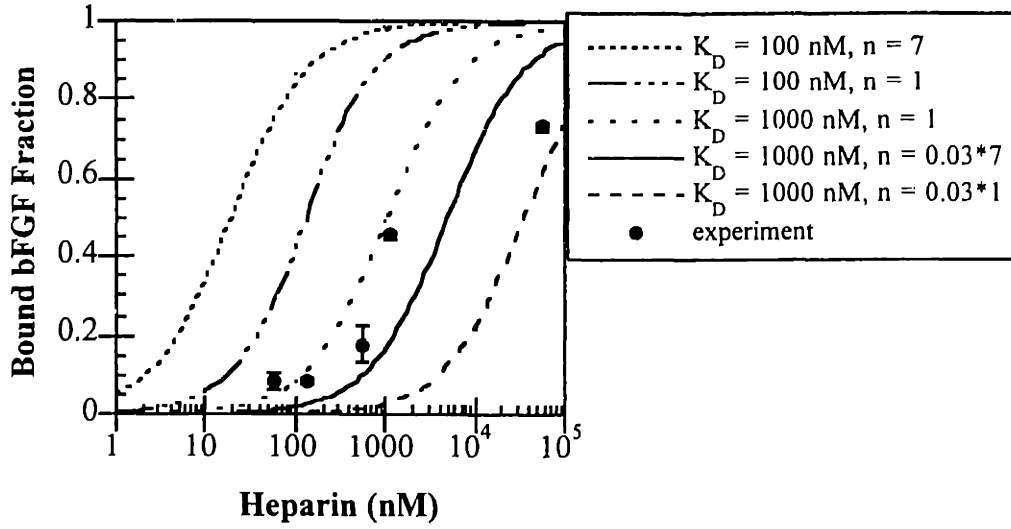 Bound bFGF Fraction
1
0.8
0.6
0.4
0.2
0
1
10
100
1000
10^4
10^5
Heparin (nM)
K_D = 100 nM, n = 7
K_D = 100 nM, n = 1
K_D = 1000 nM, n = 1
K_D = 1000 nM, n = 0.03*7
K_D = 1000 nM, n = 0.03*1
experiment